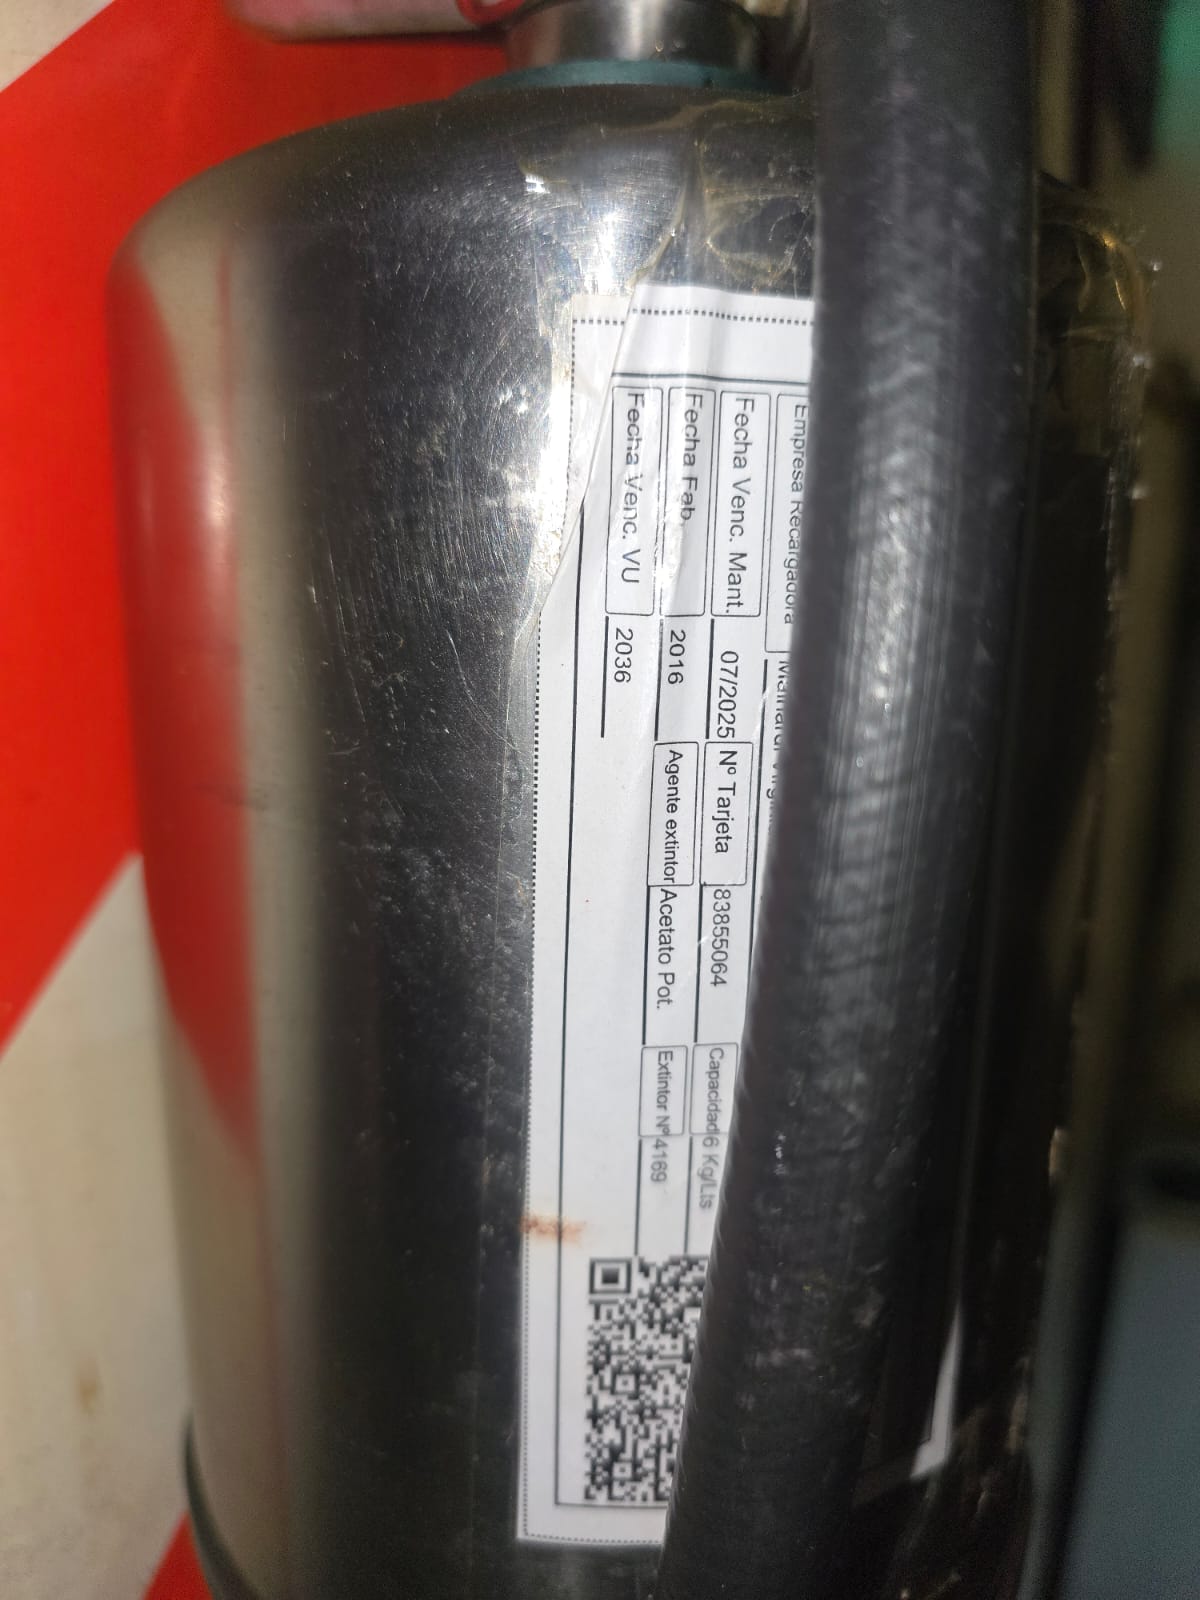 Empresa Recargadora
Fecha Venc. Mant. 07/2025 Nº Tarjeta 83855064 Capacidad 6 Kg/Lts
Fecha Fab. 2016 Agente extintor Acetato Pot. Extintor Nº 4169
Fecha Venc. VU 2036